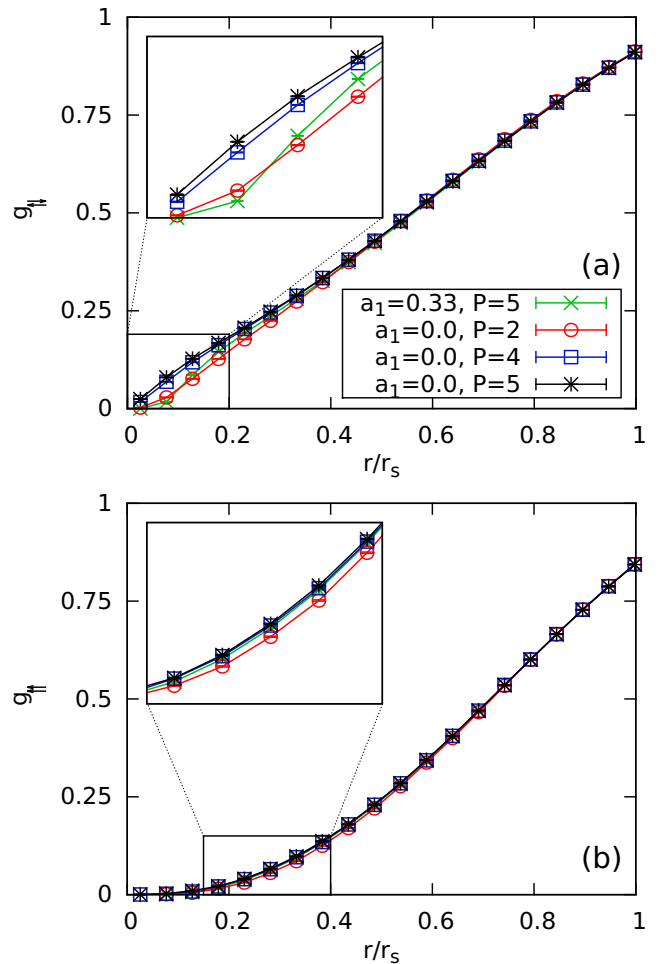 1
0.75
0.5
0.25
0
g↑↓
(a)
a₁=0.33, P=5
a₁=0.0, P=2
a₁=0.0, P=4
a₁=0.0, P=5
0 0.2 0.4 0.6 0.8 1
r/rₛ
1
0.75
0.5
0.25
0
g↑↑
(b)
0 0.2 0.4 0.6 0.8 1
r/rₛ